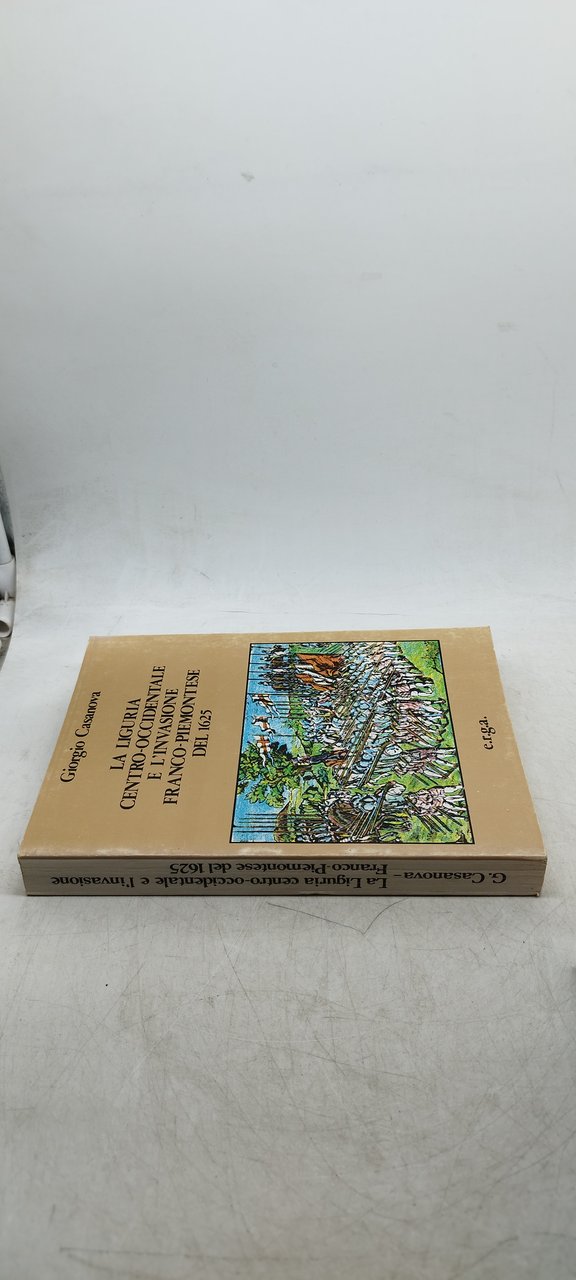 Giorgio Casanova
LA LIGURIA
CENTRO-OCCIDENTALE
E L'INVASIONE
FRANCO-PIEMONTESE
DEL 1625
e.r.g.a.
G. Casanova – La Liguria centro-occidentale e l'invasione
Franco-Piemontese del 1625